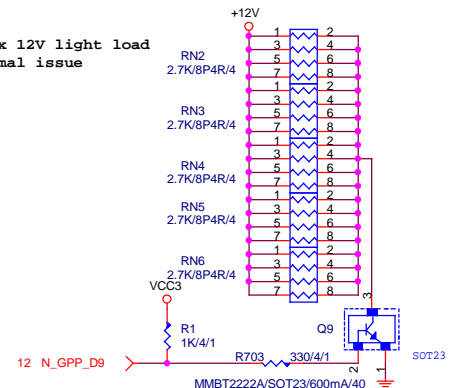 +12V
x 12V light load
mal issue
1 2
3 4
RN2
5 6
2.7K/8P4R/4
7 8
1 2
3 4
RN3
5 6
2.7K/8P4R/4
7 8
1 2
3 4
RN4
5 6
2.7K/8P4R/4
7 8
1 2
RN5
3 4
2.7K/8P4R/4
5 6
7 8
1 2
3 4
5 6
RN6
2.7K/8P4R/4
7 8
VCC3
3
R1
1K/4/1
Q9
SOT23
12 N_GPP_D9
R703 330/4/1
2
1
MMBT2222A/SOT23/600mA/40